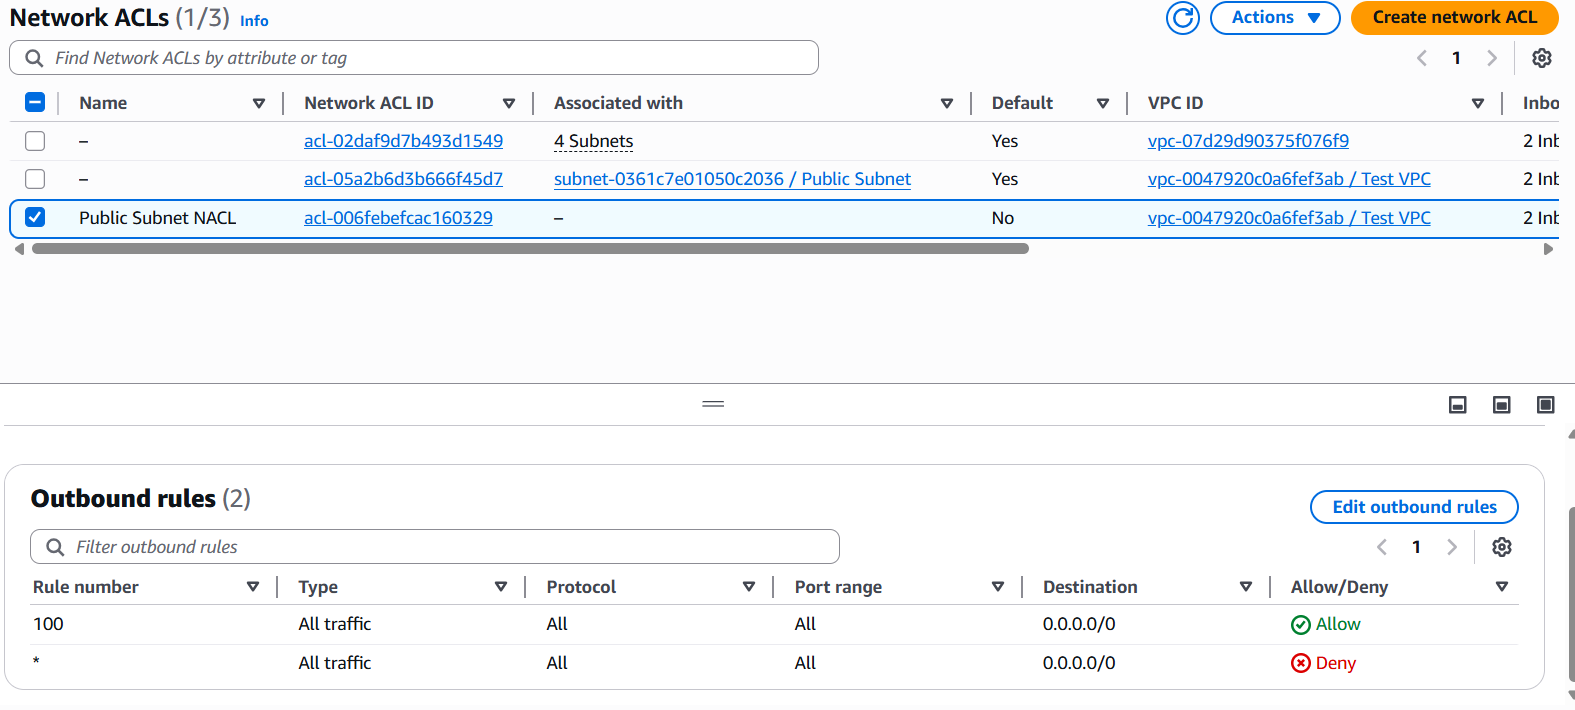 Network ACLs (1/3) Info Actions Create network ACL
Find Network ACLs by attribute or tag 1
Name Network ACL ID Associated with Default VPC ID Inbo
– acl-02daf9d7b493d1549 4 Subnets Yes vpc-07d29d90375f076f9 2 Inb
– acl-05a2b6d3b666f45d7 subnet-0361c7e01050c2036 / Public Subnet Yes vpc-0047920c0a6fef3ab / Test VPC 2 Inb
Public Subnet NACL acl-006febefcac160329 – No vpc-0047920c0a6fef3ab / Test VPC 2 Inb
Outbound rules (2) Edit outbound rules
Filter outbound rules 1
Rule number Type Protocol Port range Destination Allow/Deny
100 All traffic All All 0.0.0.0/0 Allow
* All traffic All All 0.0.0.0/0 Deny